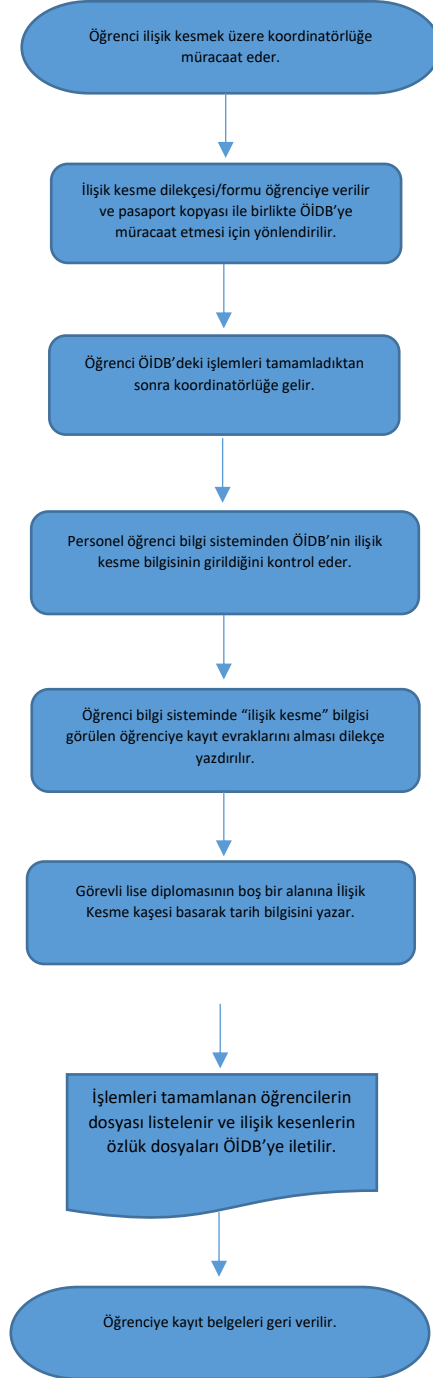 Öğrenci ilişik kesmek üzere koordinatörlüğe
müracaat eder.
İlişik kesme dilekçesi/formu öğrenciye verilir
ve pasaport kopyası ile birlikte ÖİDB’ye
müracaat etmesi için yönlendirilir.
Öğrenci ÖİDB’deki işlemleri tamamladıktan
sonra koordinatörlüğe gelir.
Personel öğrenci bilgi sisteminden ÖİDB’nin ilişik
kesme bilgisinin girildiğini kontrol eder.
Öğrenci bilgi sisteminde “ilişik kesme” bilgisi
görülen öğrenciye kayıt evraklarını alması dilekçe
yazdırılır.
Görevli lise diplomasının boş bir alanına İlişik
Kesme kaşesi basarak tarih bilgisini yazar.
İşlemleri tamamlanan öğrencilerin
dosyası listelenir ve ilişik kesenlerin
özlük dosyaları ÖİDB’ye iletilir.
Öğrenciye kayıt belgeleri geri verilir.